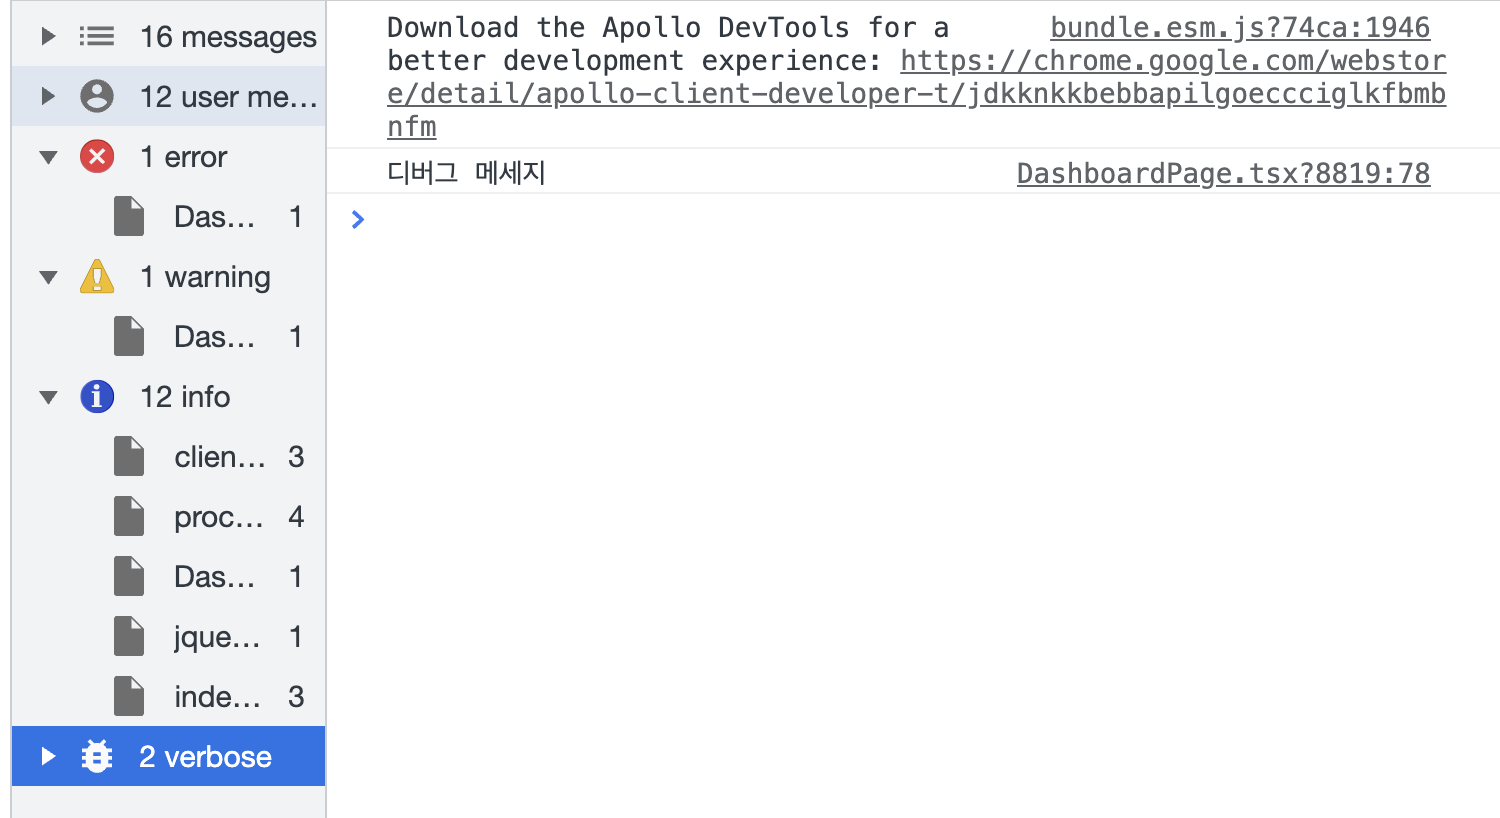 16 messages
12 user me...
1 error
Das... 1
1 warning
Das... 1
12 info
clien... 3
proc... 4
Das... 1
jque... 1
inde... 3
2 verbose
Download the Apollo DevTools for a bundle.esm.js?74ca:1946
better development experience: https://chrome.google.com/webstor
e/detail/apollo-client-developer-t/jdkknkkbebbapilgoeccciglkfbmb
nfm
디버그 메세지 DashboardPage.tsx?8819:78